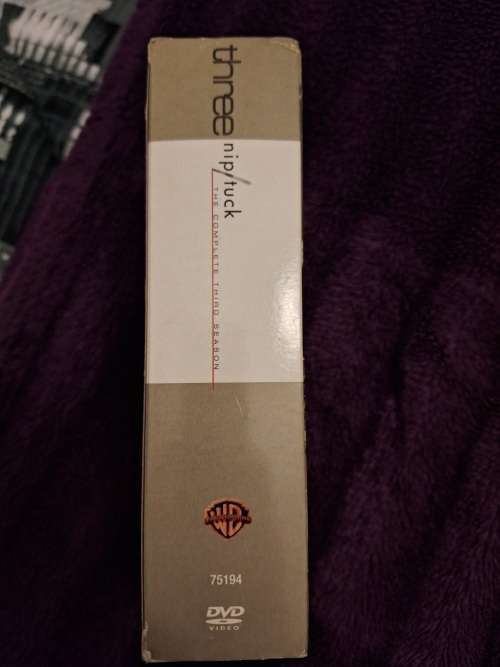 three
nip/tuck
THE COMPLETE THIRD SEASON
WB
75194
DVD
VIDEO